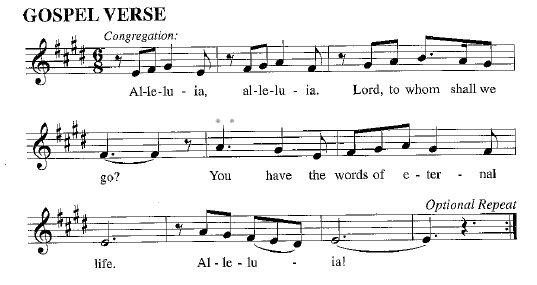 GOSPEL VERSE
Congregation:
Al-le-lu - ia, al-le-lu - ia. Lord, to whom shall we
go? You have the words of e - ter - nal
Optional Repeat
life. Al - le - lu - ia!